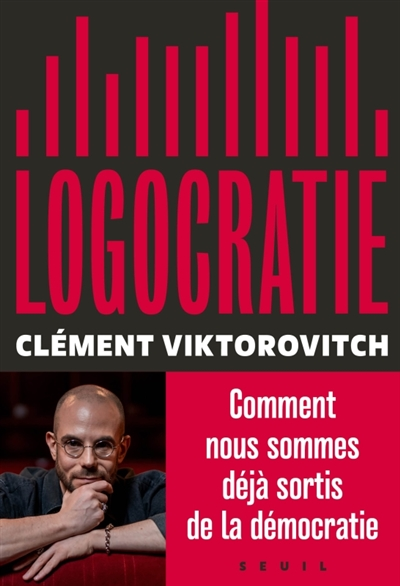 LOGOCRATIE
CLÉMENT VIKTOROVITCH
Comment
nous sommes
déjà sortis
de la démocratie
SEUIL